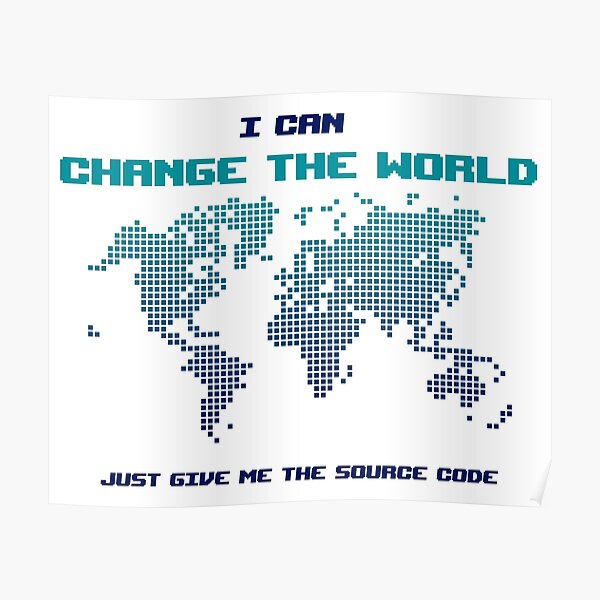 I CAN
CHANGE THE WORLD
JUST GIVE ME THE SOURCE CODE